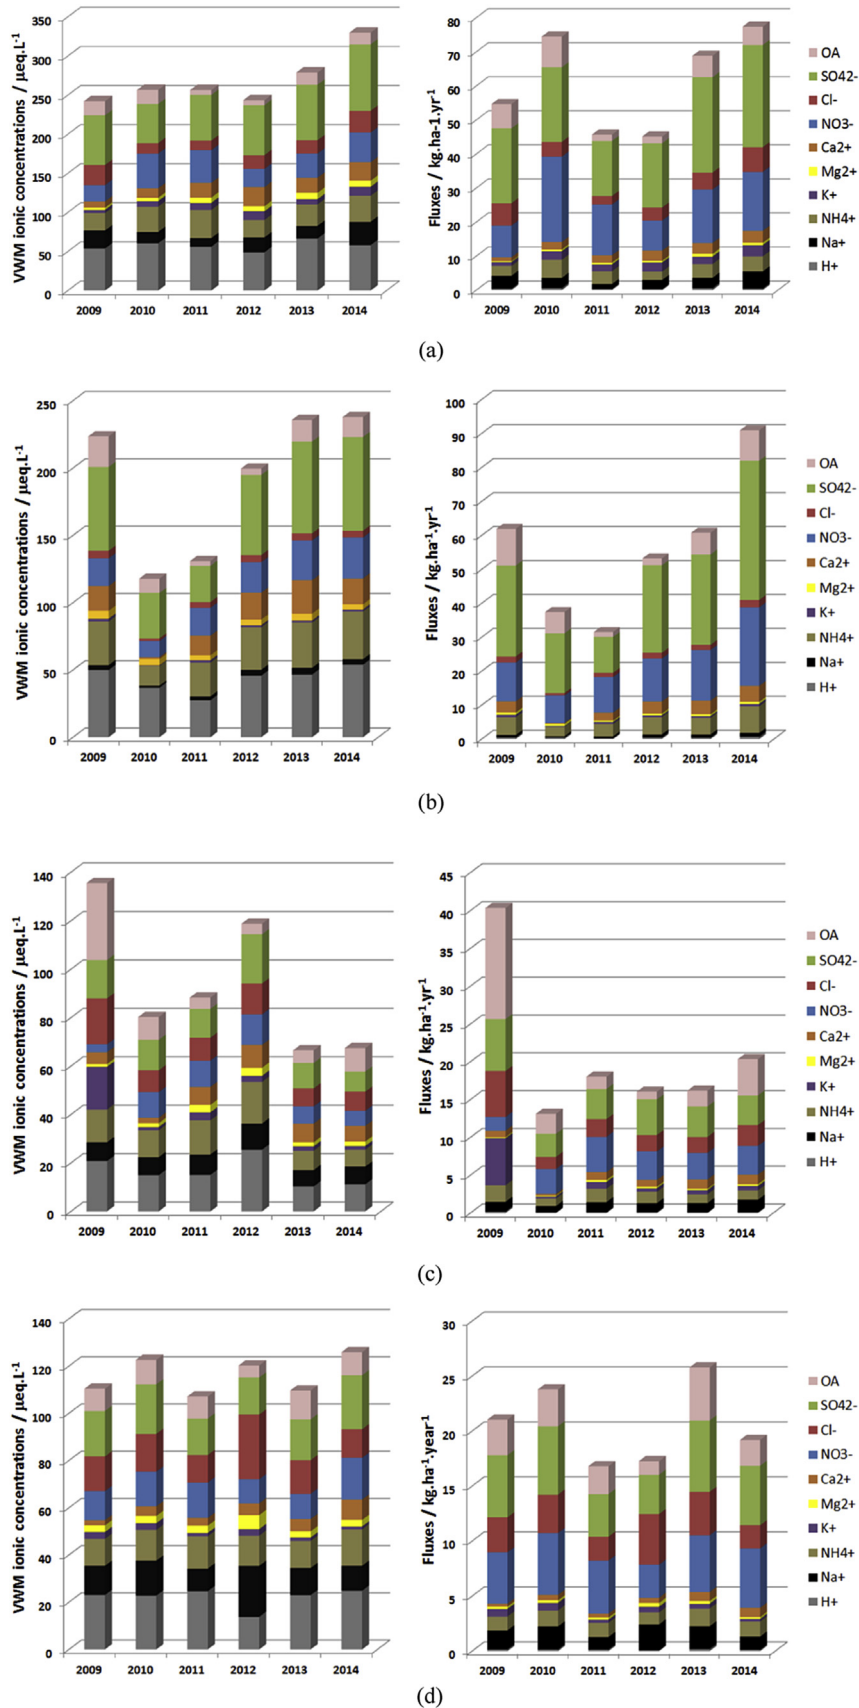 VWM ionic concentrations / μeq.L-1
350
300
250
200
150
100
50
0
2009 2010 2011 2012 2013 2014
Fluxes / kg.ha-1.yr-1
80
70
60
50
40
30
20
10
0
2009 2010 2011 2012 2013 2014
OA
SO42-
Cl-
NO3-
Ca2+
Mg2+
K+
NH4+
Na+
H+
(a)
VWM ionic concentrations / μeq.L-1
250
200
150
100
50
0
2009 2010 2011 2012 2013 2014
Fluxes / kg.ha-1.yr-1
100
90
80
70
60
50
40
30
20
10
0
2009 2010 2011 2012 2013 2014
OA
SO42-
Cl-
NO3-
Ca2+
Mg2+
K+
NH4+
Na+
H+
(b)
VWM ionic concentrations / μeq.L-1
140
120
100
80
60
40
20
0
2009 2010 2011 2012 2013 2014
Fluxes / kg.ha-1.yr-1
45
40
35
30
25
20
15
10
5
0
2009 2010 2011 2012 2013 2014
OA
SO42-
Cl-
NO3-
Ca2+
Mg2+
K+
NH4+
Na+
H+
(c)
VWM ionic concentrations / μeq.L-1
140
120
100
80
60
40
20
0
2009 2010 2011 2012 2013 2014
Fluxes / kg.ha-1.year-1
30
25
20
15
10
5
0
2009 2010 2011 2012 2013 2014
OA
SO42-
Cl-
NO3-
Ca2+
Mg2+
K+
NH4+
Na+
H+
(d)